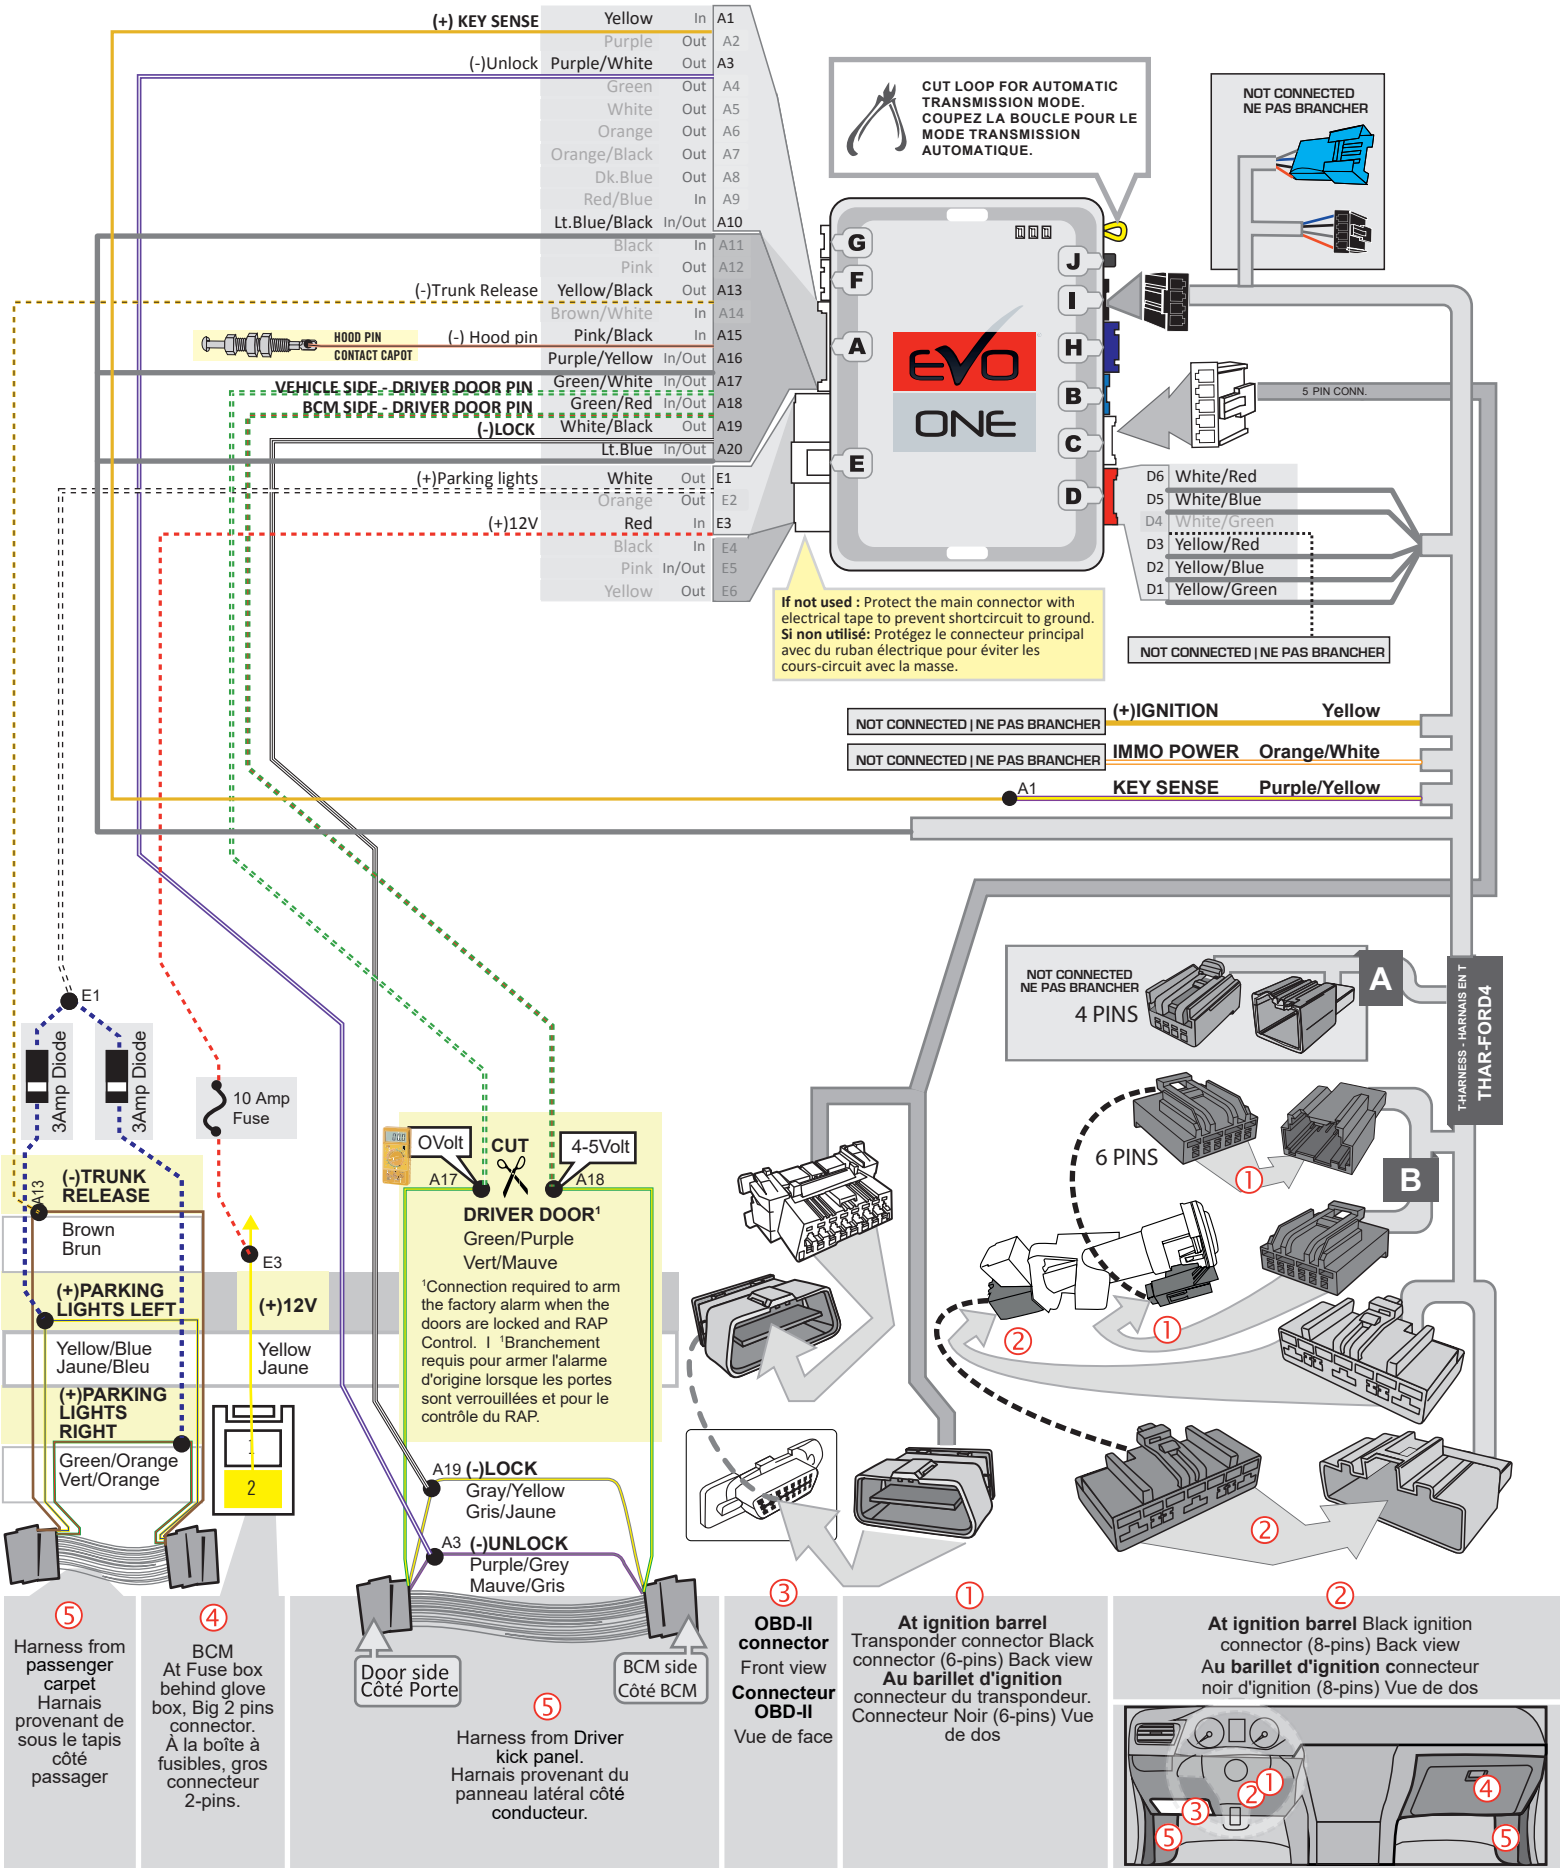 (+) KEY SENSE Yellow In A1
Purple Out A2
(-)Unlock Purple/White Out A3
Green Out A4
White Out A5
Orange Out A6
Orange/Black Out A7
Dk.Blue Out A8
Red/Blue In A9
Lt.Blue/Black In/Out A10
Black In A11
Pink Out A12
(-)Trunk Release Yellow/Black Out A13
Brown/White In A14
HOOD PIN
CONTACT CAPOT
(-) Hood pin Pink/Black In A15
Purple/Yellow In/Out A16
VEHICLE SIDE - DRIVER DOOR PIN Green/White In/Out A17
BCM SIDE - DRIVER DOOR PIN Green/Red In/Out A18
(-)LOCK White/Black Out A19
Lt.Blue In/Out A20
(+)Parking lights White Out E1
Orange Out E2
(+)12V Red In E3
Black In E4
Pink In/Out E5
Yellow Out E6
CUT LOOP FOR AUTOMATIC
TRANSMISSION MODE.
COUPEZ LA BOUCLE POUR LE
MODE TRANSMISSION
AUTOMATIQUE.
NOT CONNECTED
NE PAS BRANCHER
G
F
A
E
J
I
H
B
C
D
EVO
ONE
5 PIN CONN.
D6 White/Red
D5 White/Blue
D4 White/Green
D3 Yellow/Red
D2 Yellow/Blue
D1 Yellow/Green
NOT CONNECTED | NE PAS BRANCHER
If not used : Protect the main connector with
electrical tape to prevent shortcircuit to ground.
Si non utilisé: Protégez le connecteur principal
avec du ruban électrique pour éviter les
cours-circuit avec la masse.
NOT CONNECTED | NE PAS BRANCHER (+)IGNITION Yellow
NOT CONNECTED | NE PAS BRANCHER IMMO POWER Orange/White
A1 KEY SENSE Purple/Yellow
NOT CONNECTED
NE PAS BRANCHER
4 PINS
A
T-HARNESS - HARNAIS EN T
THAR-FORD4
6 PINS
B
1
1
2
2
E1
3Amp Diode
3Amp Diode
10 Amp
Fuse
A13
(-)TRUNK
RELEASE
Brown
Brun
(+)PARKING
LIGHTS LEFT
Yellow/Blue
Jaune/Bleu
(+)PARKING
LIGHTS
RIGHT
Green/Orange
Vert/Orange
E3
(+)12V
Yellow
Jaune
1
2
OVolt
CUT
4-5Volt
A17
A18
DRIVER DOOR¹
Green/Purple
Vert/Mauve
¹Connection required to arm
the factory alarm when the
doors are locked and RAP
Control. I ¹Branchement
requis pour armer l'alarme
d'origine lorsque les portes
sont verrouillées et pour le
contrôle du RAP.
A19 (-)LOCK
Gray/Yellow
Gris/Jaune
A3 (-)UNLOCK
Purple/Grey
Mauve/Gris
Door side
Côté Porte
BCM side
Côté BCM
5
Harness from
passenger
carpet
Harnais
provenant de
sous le tapis
côté
passager
4
BCM
At Fuse box
behind glove
box, Big 2 pins
connector.
À la boîte à
fusibles, gros
connecteur
2-pins.
5
Harness from Driver
kick panel.
Harnais provenant du
panneau latéral côté
conducteur.
3
OBD-II
connector
Front view
Connecteur
OBD-II
Vue de face
1
At ignition barrel
Transponder connector Black
connector (6-pins) Back view
Au barillet d'ignition
connecteur du transpondeur.
Connecteur Noir (6-pins) Vue
de dos
2
At ignition barrel Black ignition
connector (8-pins) Back view
Au barillet d'ignition connecteur
noir d'ignition (8-pins) Vue de dos
1
2
3
4
5
5